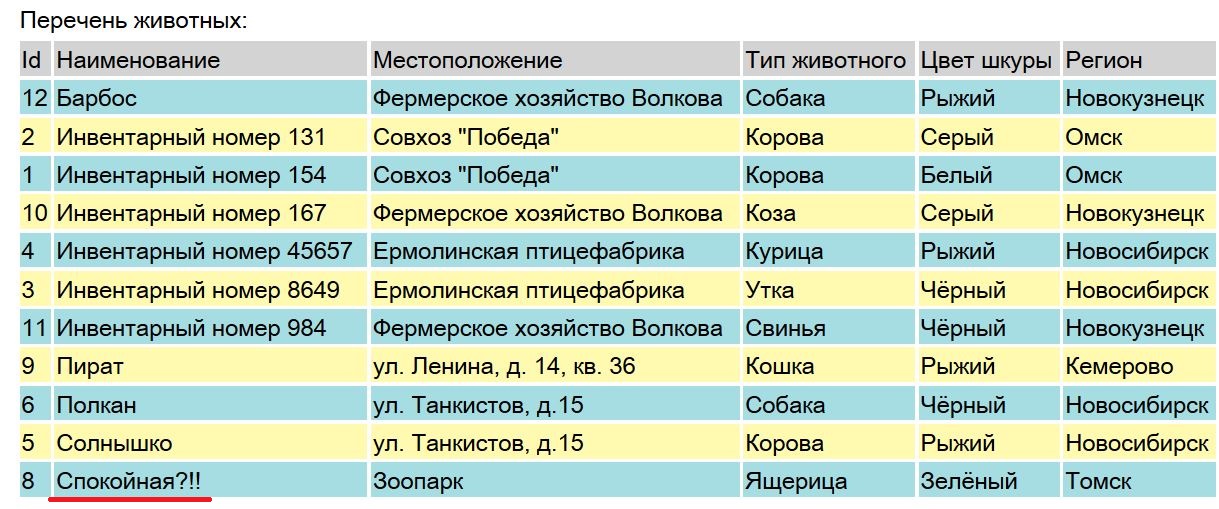 Перечень животных:
Id Наименование Местоположение Тип животного Цвет шкуры Регион
12 Барбос Фермерское хозяйство Волкова Собака Рыжий Новокузнецк
2 Инвентарный номер 131 Совхоз "Победа" Корова Серый Омск
1 Инвентарный номер 154 Совхоз "Победа" Корова Белый Омск
10 Инвентарный номер 167 Фермерское хозяйство Волкова Коза Серый Новокузнецк
4 Инвентарный номер 45657 Ермолинская птицефабрика Курица Рыжий Новосибирск
3 Инвентарный номер 8649 Ермолинская птицефабрика Утка Чёрный Новосибирск
11 Инвентарный номер 984 Фермерское хозяйство Волкова Свинья Чёрный Новокузнецк
9 Пират ул. Ленина, д. 14, кв. 36 Кошка Рыжий Кемерово
6 Полкан ул. Танкистов, д.15 Собака Чёрный Новосибирск
5 Солнышко ул. Танкистов, д.15 Корова Рыжий Новосибирск
8 Спокойная?!! Зоопарк Ящерица Зелёный Томск